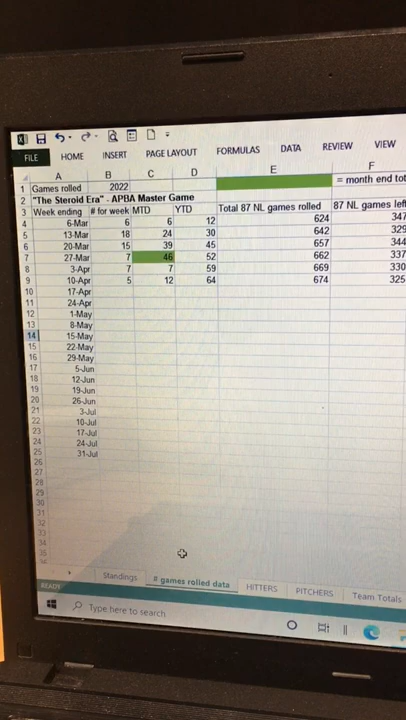 FILE HOME INSERT PAGE LAYOUT FORMULAS DATA REVIEW VIEW
A B C D E F
1 Games rolled 2022 = month end tot
2 "The Steroid Era" - APBA Master Game
3 Week ending # for week MTD YTD Total 87 NL games rolled 87 NL games left
4 6-Mar 6 6 12 624 347
5 13-Mar 18 24 30 642 329
6 20-Mar 15 39 45 657 344
7 27-Mar 7 46 52 662 337
8 3-Apr 7 7 59 669 330
9 10-Apr 5 12 64 674 325
10 17-Apr
11 24-Apr
12 1-May
13 8-May
14 15-May
15 22-May
16 29-May
17 5-Jun
18 12-Jun
19 19-Jun
20 26-Jun
21 3-Jul
22 10-Jul
23 17-Jul
24 24-Jul
25 31-Jul
26
27
28
29
30
31
32
33
34
35
Standings # games rolled data HITTERS PITCHERS Team Totals
READY
Type here to search